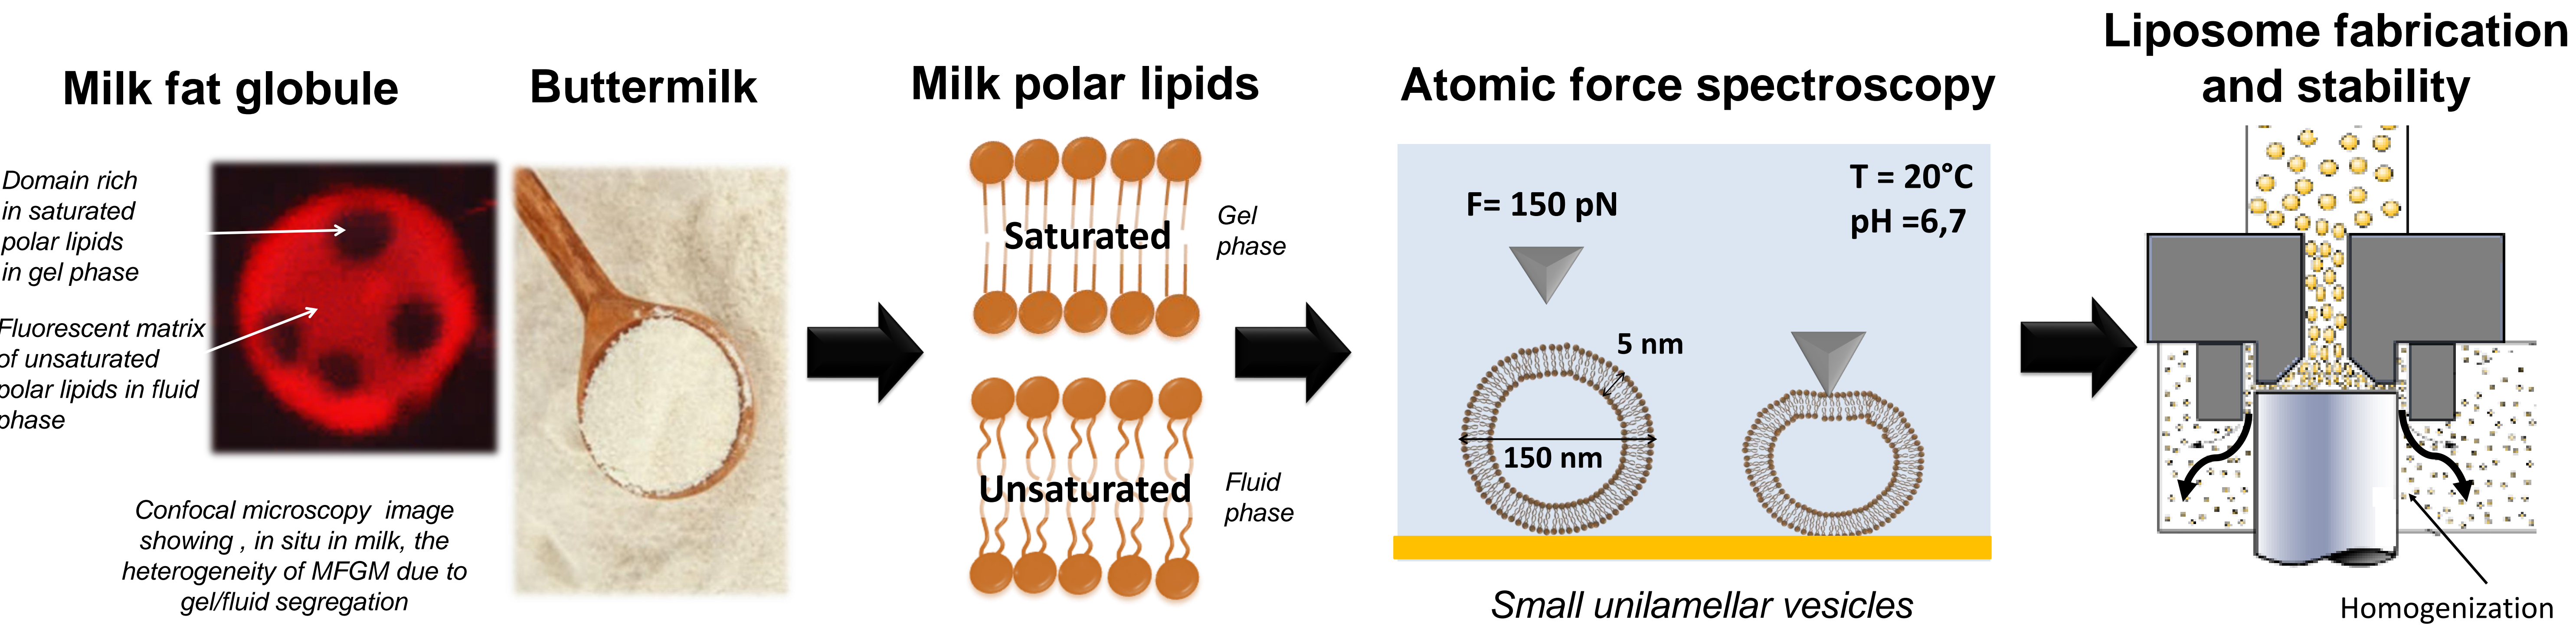 Milk fat globule
Domain rich
in saturated
polar lipids
in gel phase
Fluorescent matrix
of unsaturated
polar lipids in fluid
phase
Confocal microscopy  image
showing , in situ in milk, the
heterogeneity of MFGM due to
gel/fluid segregation
Buttermilk
Milk polar lipids
Saturated
Gel
phase
Unsaturated
Fluid
phase
Atomic force spectroscopy
T = 20°C
pH =6,7
F= 150 pN
5 nm
150 nm
Small unilamellar vesicles
Liposome fabrication
and stability
Homogenization